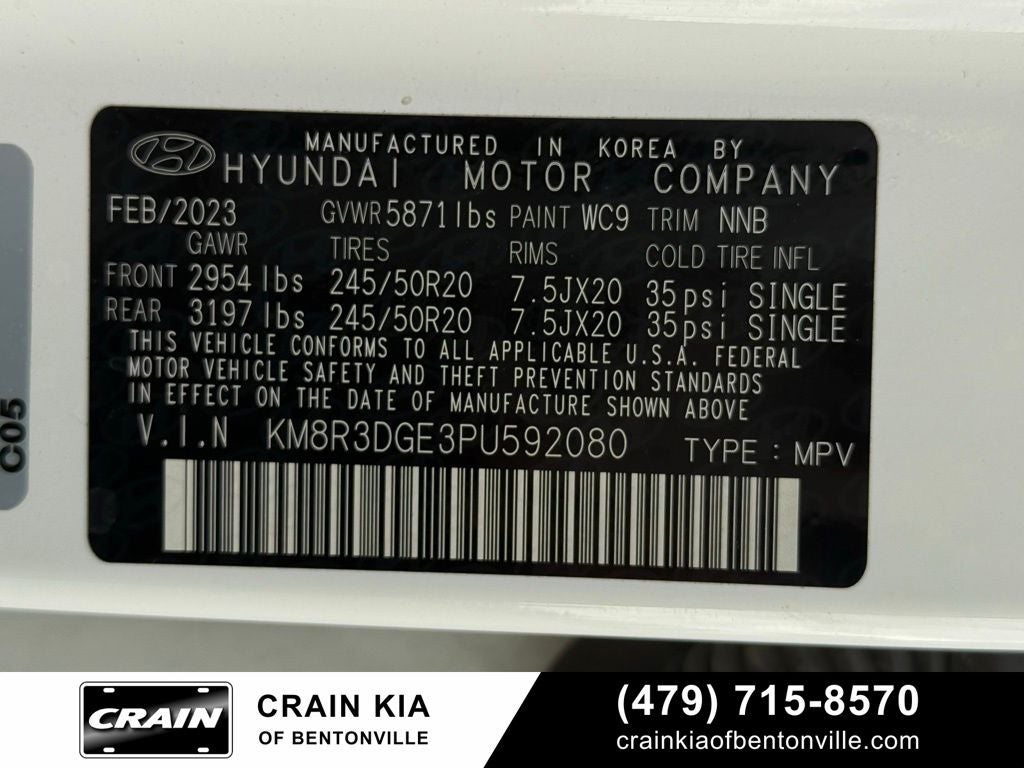 MANUFACTURED IN KOREA BY
HYUNDAI MOTOR COMPANY
FEB/2023 GVWR 5871lbs PAINT WC9 TRIM NNB
GAWR TIRES RIMS COLD TIRE INFL
FRONT 2954 lbs 245/50R20 7.5JX20 35psi SINGLE
REAR 3197 lbs 245/50R20 7.5JX20 35psi SINGLE
THIS VEHICLE CONFORMS TO ALL APPLICABLE U.S.A. FEDERAL
MOTOR VEHICLE SAFETY AND THEFT PREVENTION STANDARDS
IN EFFECT ON THE DATE OF MANUFACTURE SHOWN ABOVE
V.I.N KM8R3DGE3PU592080 TYPE : MPV
C05
CRAIN
CRAIN KIA
OF BENTONVILLE
(479) 715-8570
crainkiaofbentonville.com